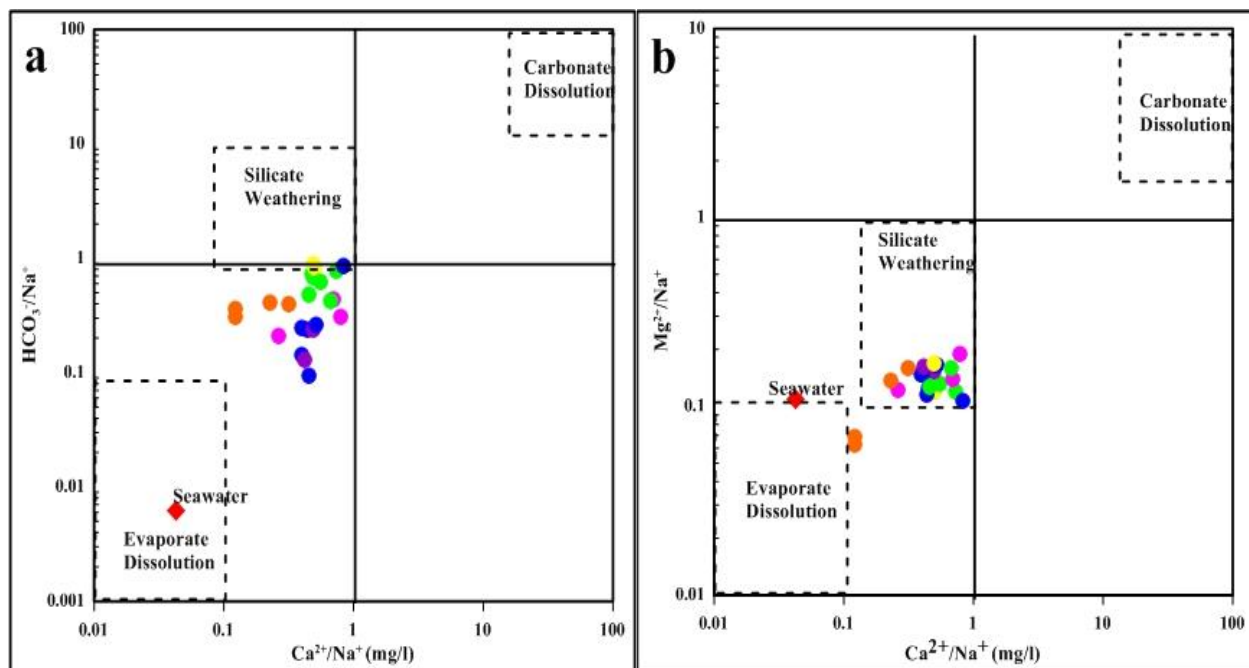 a
100
10
1
0.1
0.01
0.001
HCO₃⁻/Na⁺
Carbonate
Dissolution
Silicate
Weathering
Seawater
Evaporate
Dissolution
0.01
0.1
1
10
100
Ca²⁺/Na⁺ (mg/l)
b
10
1
0.1
0.01
Mg²⁺/Na⁺
Carbonate
Dissolution
Silicate
Weathering
Seawater
Evaporate
Dissolution
0.01
0.1
1
10
100
Ca²⁺/Na⁺ (mg/l)